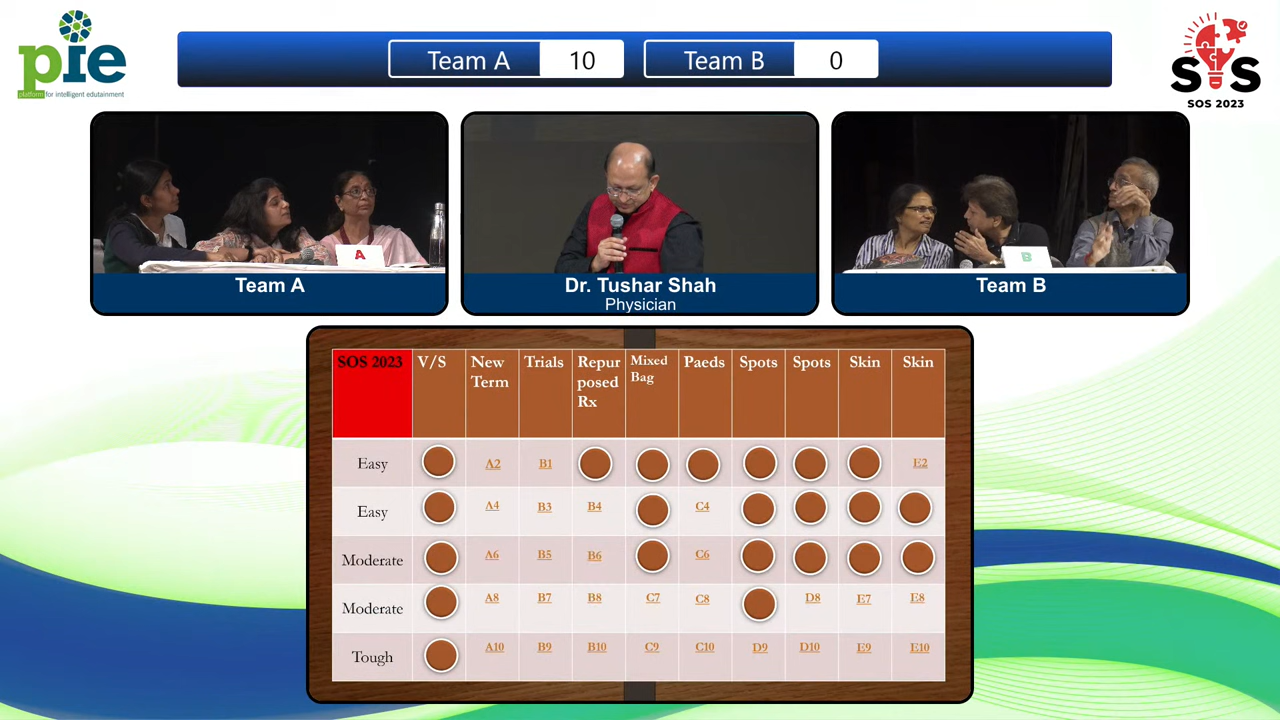 pie
platform for intelligent edutainment
Team A 10 Team B 0
SOS
SOS 2023
A
B
Team A
Dr. Tushar Shah
Physician
Team B
SOS 2023 V/S New Term Trials Repur posed Rx Mixed Bag Paeds Spots Spots Skin Skin
Easy A2 B1 E2
Easy A4 B3 B4 C4
Moderate A6 B5 B6 C6
Moderate A8 B7 B8 C7 C8 D8 E7 E8
Tough A10 B9 B10 C9 C10 D9 D10 E9 E10